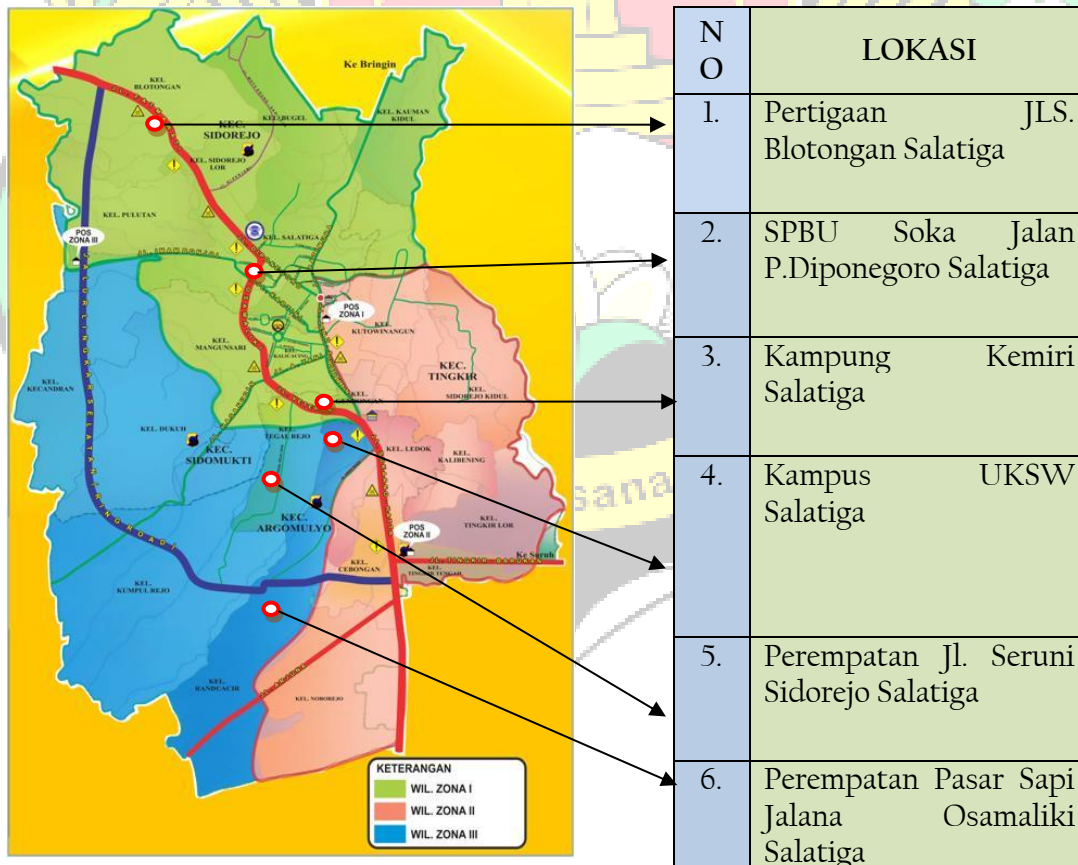 Ke Bringin
KEL. BLOTONGAN
KEC. SIDOREJO
KEL. BUGEL
KEL. KAUMAN KIDUL
KEL. SIDOREJO LOR
KEL. PULUTAN
KEL. SALATIGA
POS ZONA III
POS ZONA I
KEL. KUTOWINANGUN
KEL. MANGUNSARI
KEL. KALICACING
KEC. TINGKIR
KEL. SIDOREJO KIDUL
KEL. KECANDRAN
KEL. DUKUH
KEC. SIDOMUKTI
KEL. TEGAL REJO
KEL. LEDOK
KEL. KALIBENING
KEC. ARGOMULYO
KEL. TINGKIR LOR
POS ZONA II
Ke Suruh
KEL. TINGKIR TENGAH
KEL. CEBONGAN
KEL. KUMPUL REJO
KEL. RANDUACIR
KEL. NOBOREJO
KETERANGAN
WIL. ZONA I
WIL. ZONA II
WIL. ZONA III
sana
N
O
LOKASI
1.
Pertigaan JLS.
Blotongan Salatiga
2.
SPBU Soka Jalan
P.Diponegoro Salatiga
3.
Kampung Kemiri
Salatiga
4.
Kampus UKSW
Salatiga
5.
Perempatan Jl. Seruni
Sidorejo Salatiga
6.
Perempatan Pasar Sapi
Jalana Osamaliki
Salatiga